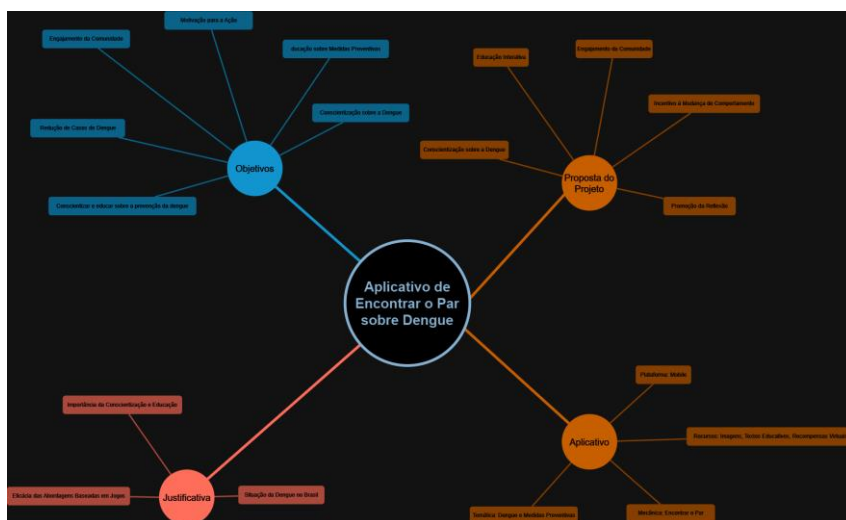 Motivação para a Ação
Engajamento da Comunidade
ducação sobre Medidas Preventivas
Conscientização sobre a Dengue
Redução de Casos de Dengue
Conscientizar e educar sobre a prevenção da dengue
Objetivos
Engajamento da Comunidade
Educação Interativa
Incentivo à Mudança de Comportamento
Conscientização sobre a Dengue
Promoção da Reflexão
Proposta do
Projeto
Aplicativo de
Encontrar o Par
sobre Dengue
Importância da Conscientização e Educação
Eficácia das Abordagens Baseadas em Jogos
Situação da Dengue no Brasil
Justificativa
Plataforma: Mobile
Recursos: Imagens, Textos Educativos, Recompensas Virtuais
Aplicativo
Temática: Dengue e Medidas Preventivas
Mecânica: Encontrar o Par